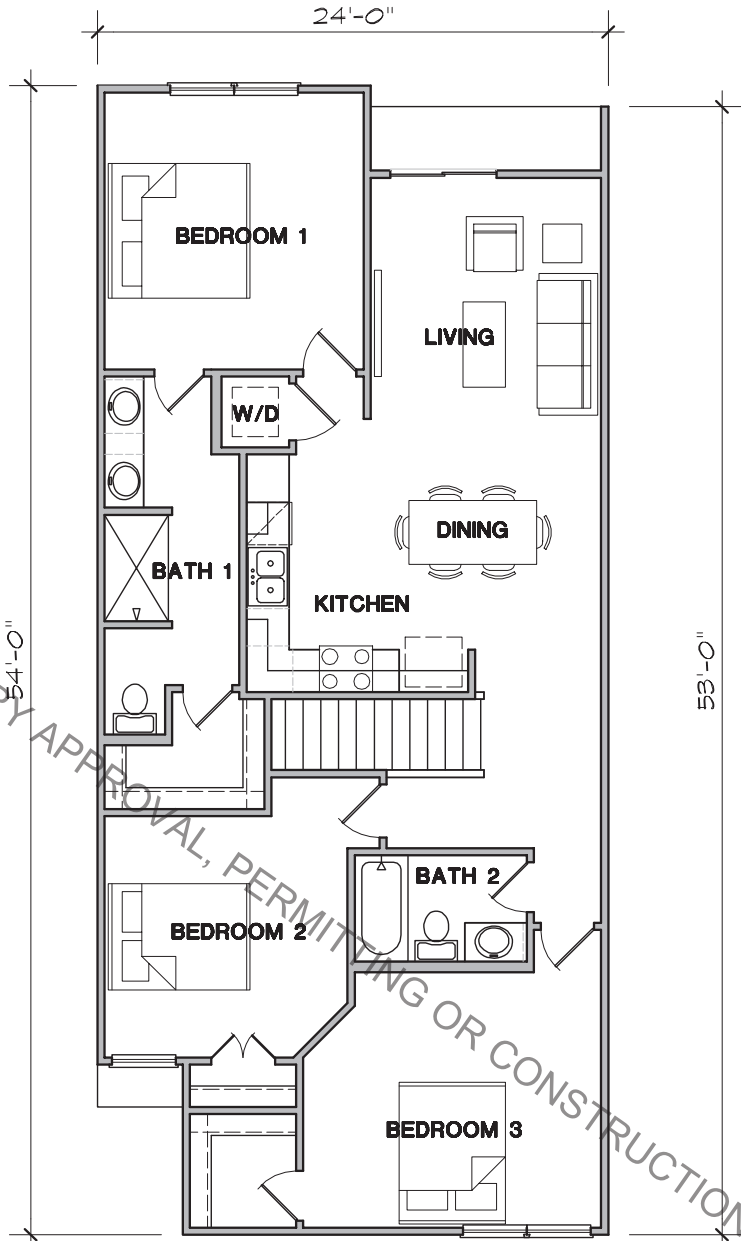 24'-0"
BEDROOM 1
LIVING
W/D
DINING
BATH 1
KITCHEN
54'-0"
53'-0"
BY APPROVAL, PERMITTING OR CONSTRUCTION
BATH 2
BEDROOM 2
BEDROOM 3